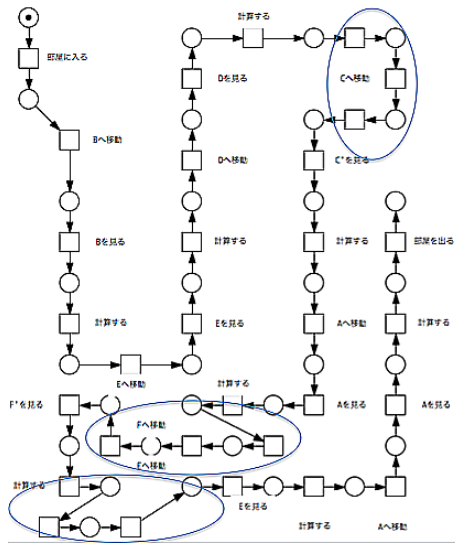 計算する
部屋に入る
Dを見る
Cへ移動
Bへ移動
Dへ移動
C*を見る
Bを見る
計算する
計算する
部屋を出る
計算する
Eを見る
Aへ移動
計算する
Eへ移動
計算する
F*を見る
Aを見る
Aを見る
Fへ移動
Eへ移動
計算する
Eを見る
計算する
Aへ移動